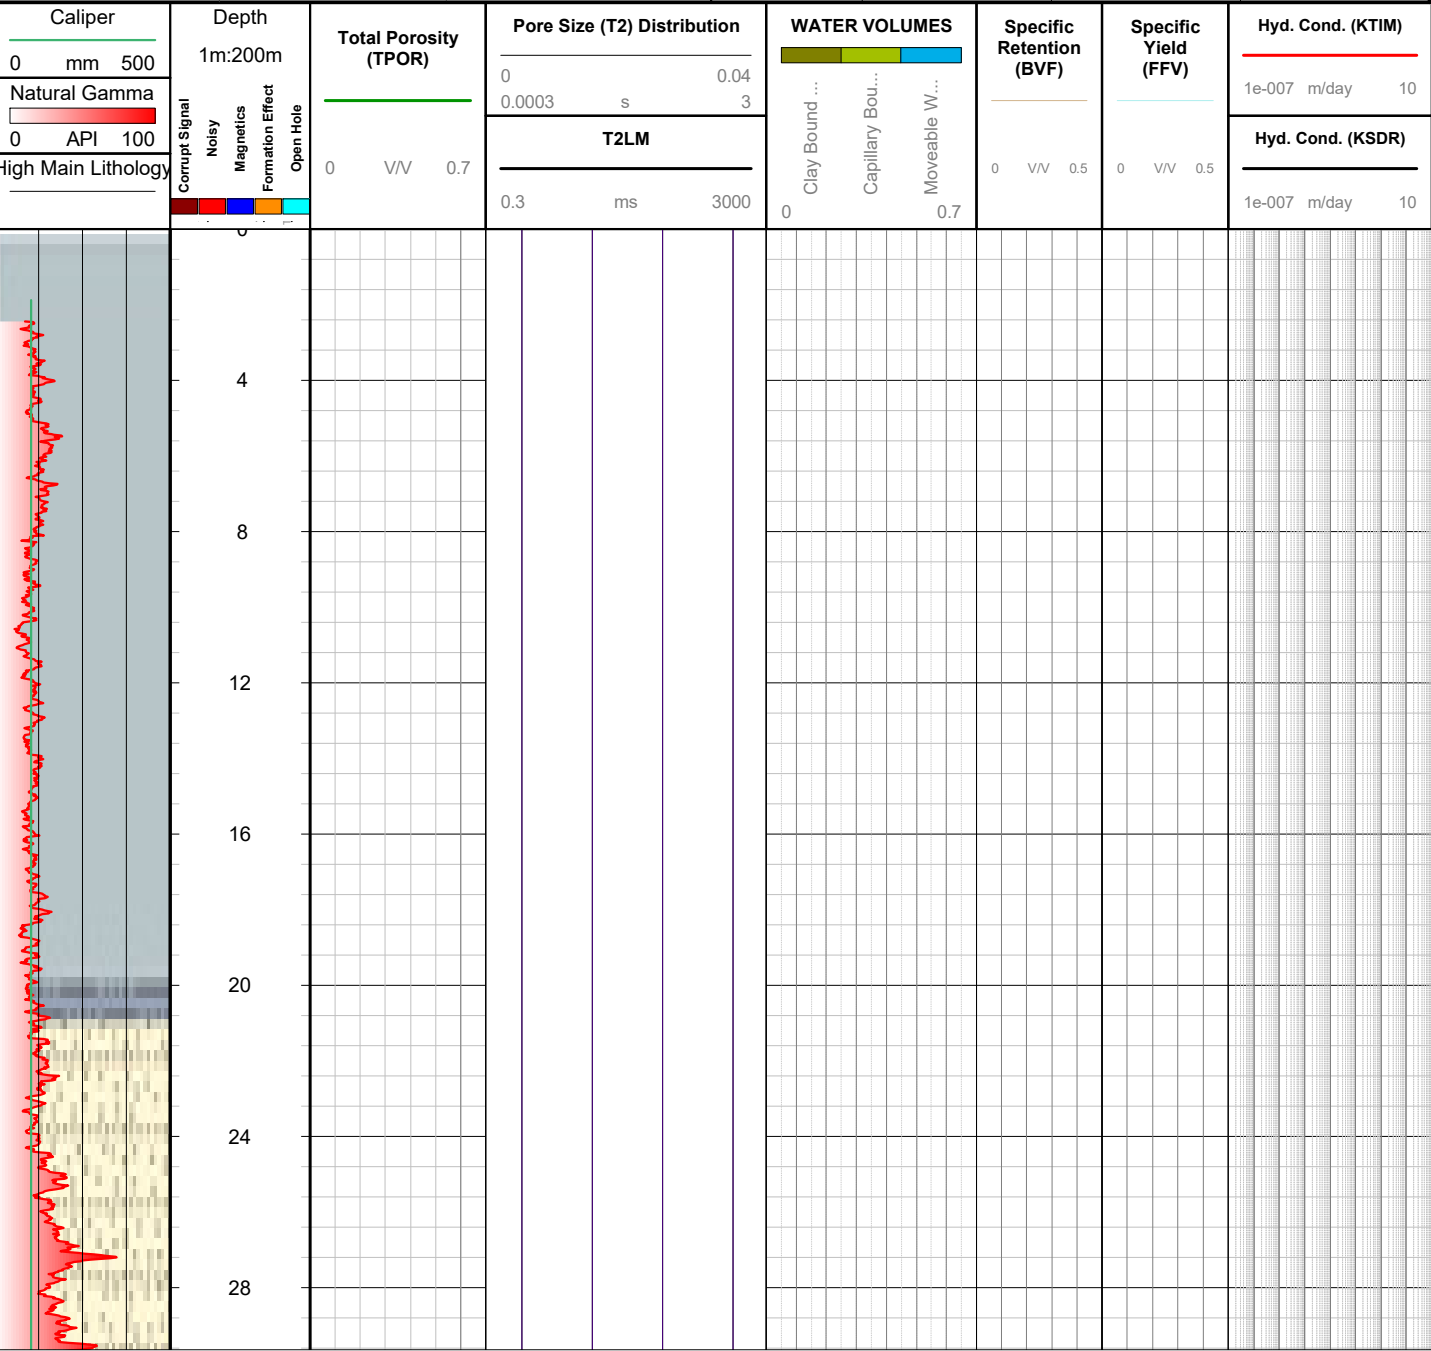 Caliper
0 mm 500
Natural Gamma
0 API 100
High Main Lithology
Depth
1m:200m
Corrupt Signal
Noisy
Magnetics
Formation Effect
Open Hole
Total Porosity
(TPOR)
0 V/V 0.7
Pore Size (T2) Distribution
0 0.04
0.0003 s 3
T2LM
0.3 ms 3000
WATER VOLUMES
Clay Bound ...
Capillary Bou...
Moveable W...
0 0.7
Specific
Retention
(BVF)
0 V/V 0.5
Specific
Yield
(FFV)
0 V/V 0.5
Hyd. Cond. (KTIM)
1e-007 m/day 10
Hyd. Cond. (KSDR)
1e-007 m/day 10
0
4
8
12
16
20
24
28